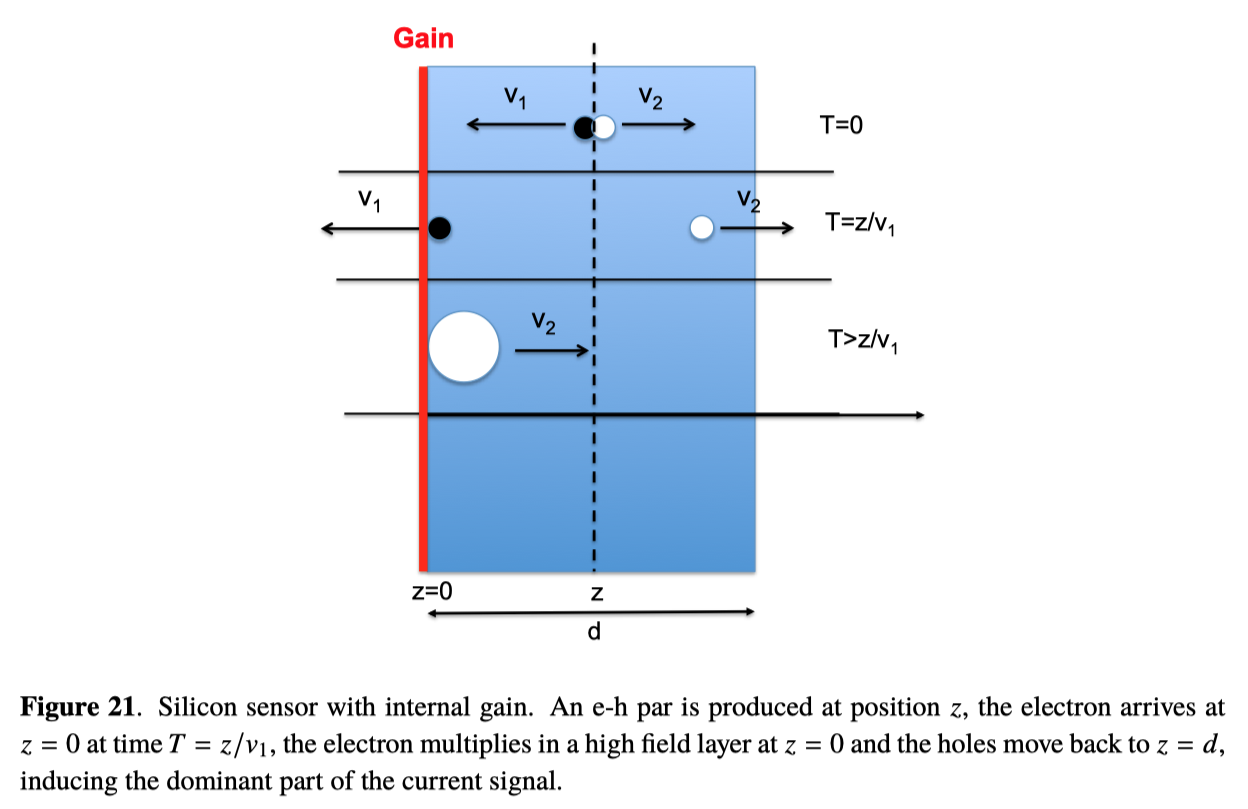 Gain
v₁ v₂
T=0
v₁ v₂
T=z/v₁
v₂
T>z/v₁
z=0 z
d
Figure 21. Silicon sensor with internal gain. An e-h par is produced at position z, the electron arrives at
z = 0 at time T = z/v₁, the electron multiplies in a high field layer at z = 0 and the holes move back to z = d,
inducing the dominant part of the current signal.